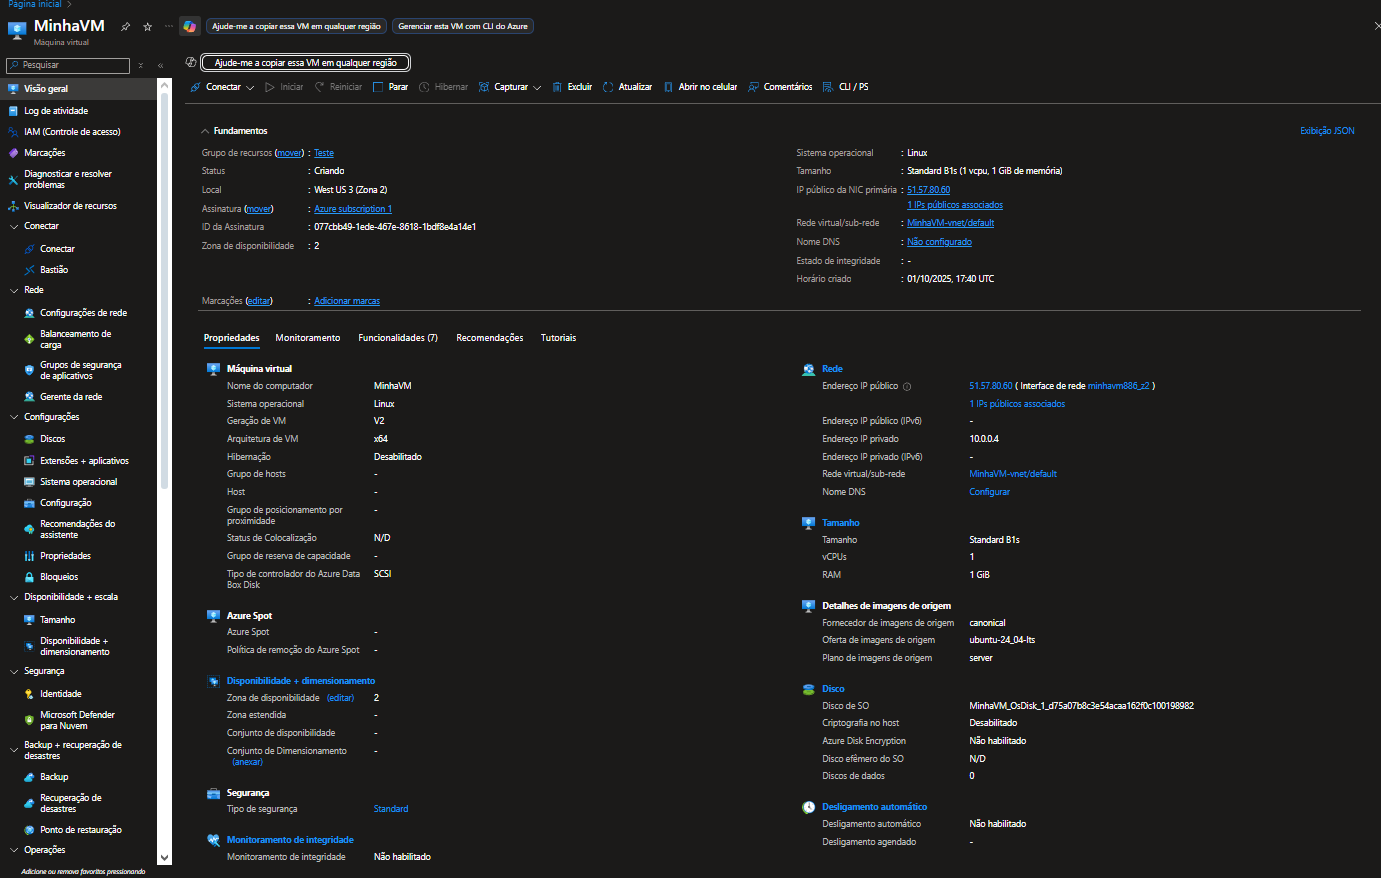 Página inicial >
MinhaVM
Máquina virtual
Ajude-me a copiar essa VM em qualquer região
Gerenciar esta VM com CLI do Azure
Pesquisar
Ajude-me a copiar essa VM em qualquer região
Conectar
Iniciar
Reiniciar
Parar
Hibernar
Capturar
Excluir
Atualizar
Abrir no celular
Comentários
CLI / PS
Visão geral
Log de atividade
IAM (Controle de acesso)
Marcações
Diagnosticar e resolver
problemas
Visualizador de recursos
Conectar
Conectar
Bastião
Rede
Configurações de rede
Balanceamento de
carga
Grupos de segurança
de aplicativos
Gerente da rede
Configurações
Discos
Extensões + aplicativos
Sistema operacional
Configuração
Recomendações do
assistente
Propriedades
Bloqueios
Disponibilidade + escala
Tamanho
Disponibilidade +
dimensionamento
Segurança
Identidade
Microsoft Defender
para Nuvem
Backup + recuperação de
desastres
Backup
Recuperação de
desastres
Ponto de restauração
Operações
Adicione ou remova favoritos pressionando
Fundamentos
Exibição JSON
Grupo de recursos (mover) : Teste
Status : Criando
Local : West US 3 (Zona 2)
Assinatura (mover) : Azure subscription 1
ID da Assinatura : 077cbb49-1ede-467e-8618-1bdf8e4a14e1
Zona de disponibilidade : 2
Sistema operacional : Linux
Tamanho : Standard B1s (1 vcpu, 1 GiB de memória)
IP público da NIC primária : 51.57.80.60
1 IPs públicos associados
Rede virtual/sub-rede : MinhaVM-vnet/default
Nome DNS : Não configurado
Estado de integridade : -
Horário criado : 01/10/2025, 17:40 UTC
Marcações (editar) : Adicionar marcas
Propriedades
Monitoramento
Funcionalidades (7)
Recomendações
Tutoriais
Máquina virtual
Nome do computador MinhaVM
Sistema operacional Linux
Geração de VM V2
Arquitetura de VM x64
Hibernação Desabilitado
Grupo de hosts -
Host -
Grupo de posicionamento por -
proximidade
Status de Colocalização N/D
Grupo de reserva de capacidade -
Tipo de controlador do Azure Data SCSI
Box Disk
Azure Spot
Azure Spot -
Política de remoção do Azure Spot -
Disponibilidade + dimensionamento
Zona de disponibilidade (editar) 2
Zona estendida -
Conjunto de disponibilidade -
Conjunto de Dimensionamento -
(anexar)
Segurança
Tipo de segurança Standard
Monitoramento de integridade
Monitoramento de integridade Não habilitado
Rede
Endereço IP público 51.57.80.60 ( Interface de rede minhavm886_z2 )
1 IPs públicos associados
Endereço IP público (IPv6) -
Endereço IP privado 10.0.0.4
Endereço IP privado (IPv6) -
Rede virtual/sub-rede MinhaVM-vnet/default
Nome DNS Configurar
Tamanho
Tamanho Standard B1s
vCPUs 1
RAM 1 GiB
Detalhes de imagens de origem
Fornecedor de imagens de origem canonical
Oferta de imagens de origem ubuntu-24_04-lts
Plano de imagens de origem server
Disco
Disco de SO MinhaVM_OsDisk_1_d75a07b8c3e54acaa162f0c100198982
Criptografia no host Desabilitado
Azure Disk Encryption Não habilitado
Disco efêmero do SO N/D
Discos de dados 0
Desligamento automático
Desligamento automático Não habilitado
Desligamento agendado -